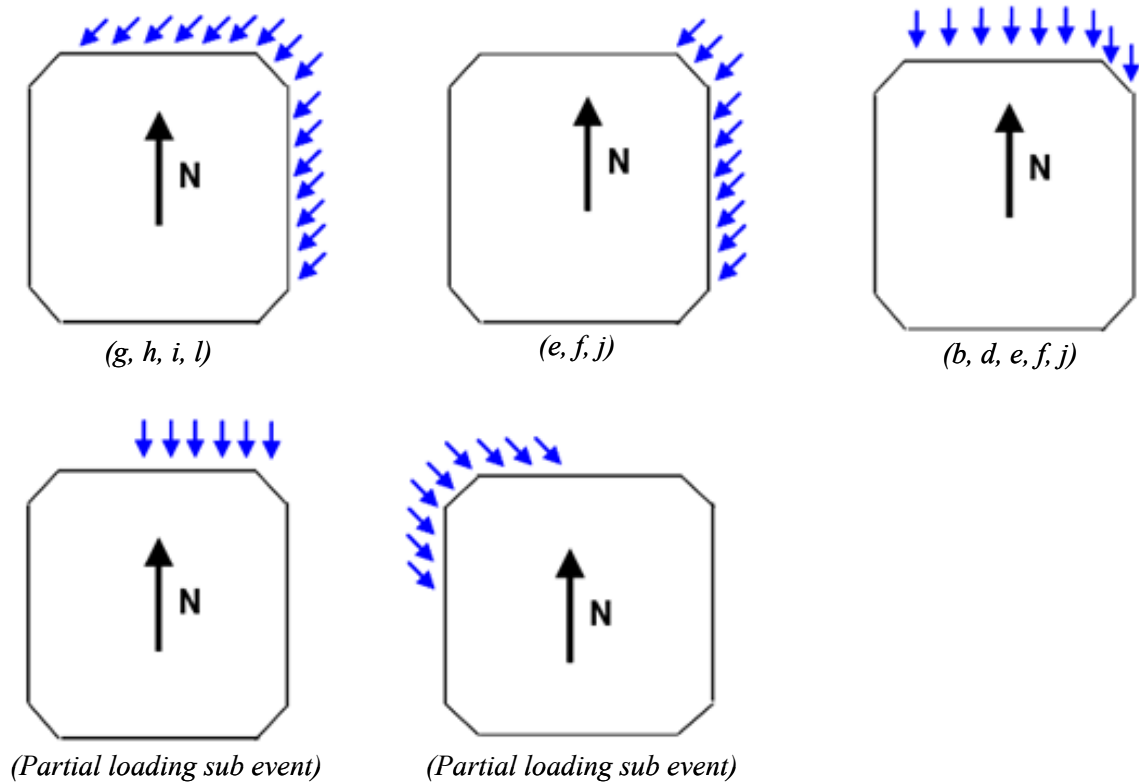 N
N
N
(g, h, i, l)
(e, f, j)
(b, d, e, f, j)
N
N
(Partial loading sub event)
(Partial loading sub event)